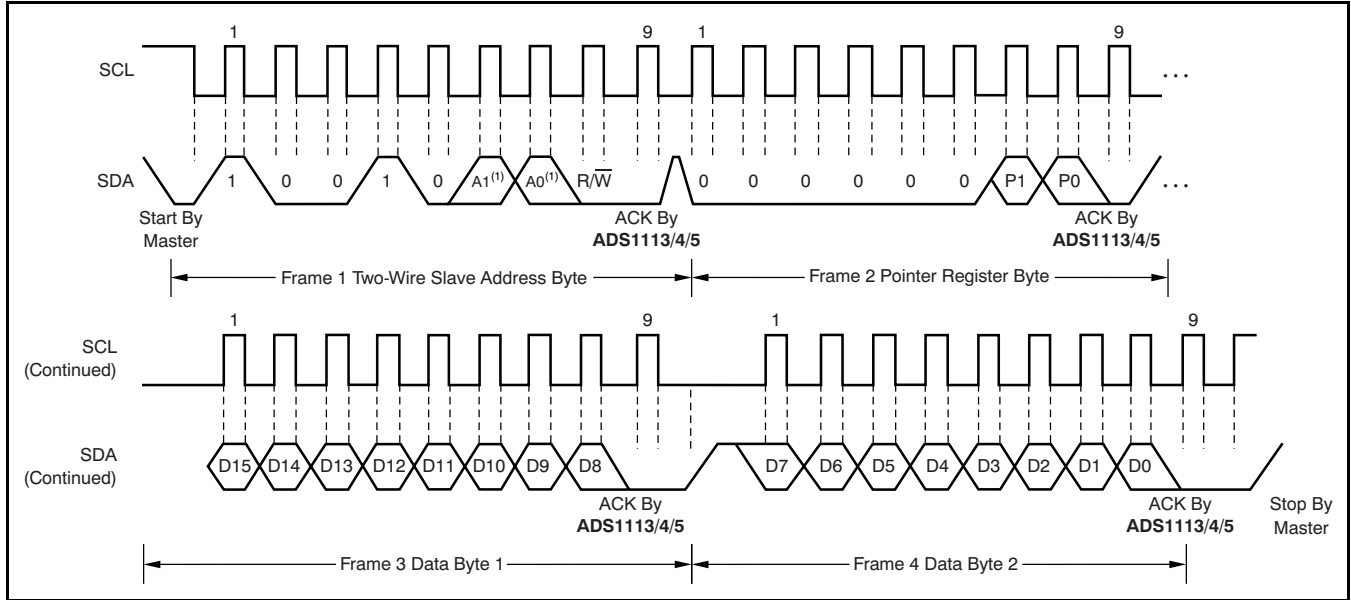 1 9 1 9
SCL ...
SDA 1 0 0 1 0 A1(1) A0(1) R/W̅ 0 0 0 0 0 0 P1 P0 ...
Start By
Master
ACK By
ADS1113/4/5
ACK By
ADS1113/4/5
Frame 1 Two-Wire Slave Address Byte
Frame 2 Pointer Register Byte
1 9 1 9
SCL
(Continued)
SDA
(Continued)
D15 D14 D13 D12 D11 D10 D9 D8 D7 D6 D5 D4 D3 D2 D1 D0
ACK By
ADS1113/4/5
ACK By
ADS1113/4/5
Stop By
Master
Frame 3 Data Byte 1
Frame 4 Data Byte 2